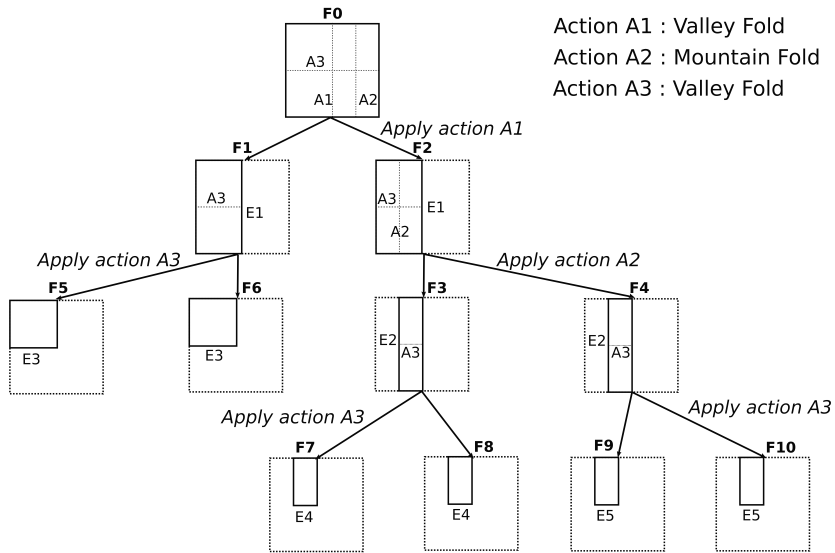 F0
Action A1 : Valley Fold
Action A2 : Mountain Fold
Action A3 : Valley Fold
A3
A1 A2
Apply action A1
F1 F2
A3 E1
A3 E1
A2
Apply action A3
Apply action A2
F5 F6 F3 F4
E2 A3
E2 A3
E3 E3
Apply action A3
Apply action A3
F7 F8 F9 F10
E4 E4 E5 E5